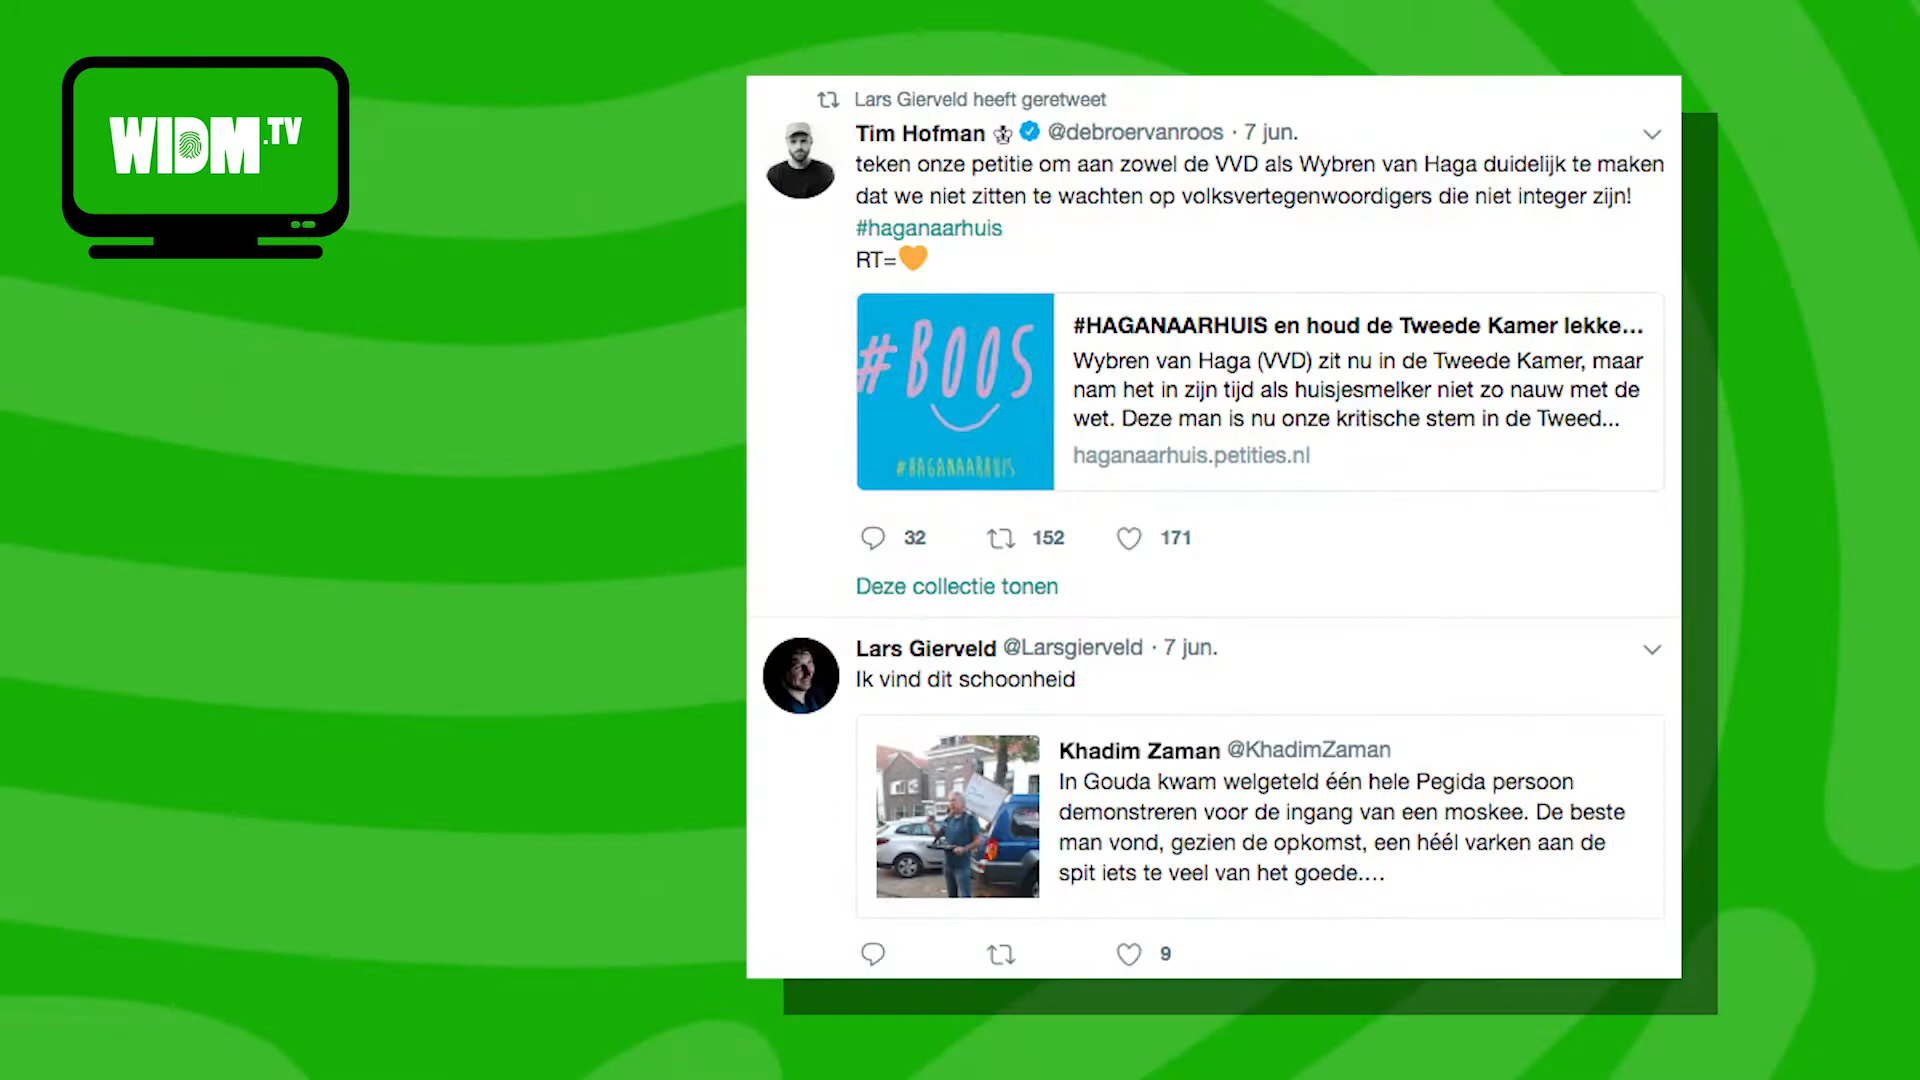 WIDM.TV
Lars Gierveld heeft geretweet
Tim Hofman @debroervanroos · 7 jun.
teken onze petitie om aan zowel de VVD als Wybren van Haga duidelijk te maken
dat we niet zitten te wachten op volksvertegenwoordigers die niet integer zijn!
#haganaarhuis
RT=🧡
#BOOS
#HAGANAARHUIS
#HAGANAARHUIS en houd de Tweede Kamer lekke...
Wybren van Haga (VVD) zit nu in de Tweede Kamer, maar
nam het in zijn tijd als huisjesmelker niet zo nauw met de
wet. Deze man is nu onze kritische stem in de Tweed...
haganaarhuis.petities.nl
32 152 171
Deze collectie tonen
Lars Gierveld @Larsgierveld · 7 jun.
Ik vind dit schoonheid
Khadim Zaman @KhadimZaman
In Gouda kwam welgeteld één hele Pegida persoon
demonstreren voor de ingang van een moskee. De beste
man vond, gezien de opkomst, een héél varken aan de
spit iets te veel van het goede....
9